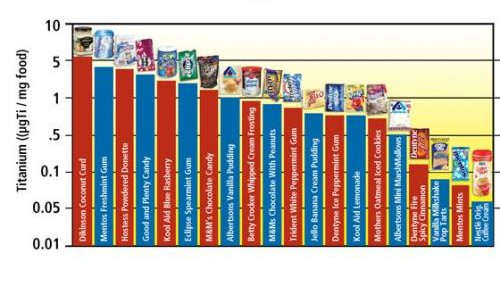 Titanium ((µgTi / mg food)
10
5
1
.5
0.1
0.05
0.01
Dikinson Coconut Curd
Mentos Freshmint Gum
Hostess Powdered Donette
Good and Plenty Candy
Kool Aid Blue Razberry
Eclipse Spearmint Gum
M&M's Chocolate Candy
Albertsons Vanilla Pudding
Betty Crocker Whipped Cream Frosting
M&Ms Chocolate With Peanuts
Trident White Peppermint Gum
Jello Banana Cream Pudding
Dentyne Ice Peppermint Gum
Kool Aid Lemonade
Mothers Oatmeal Iced Cookies
Albertsons Mini MarshMallows
Dentyne Fire
Spicy Cinnamon
Vanilla Milkshake
Pop Tarts
Mentos Mints
Nestle Orig.
Coffee Cream